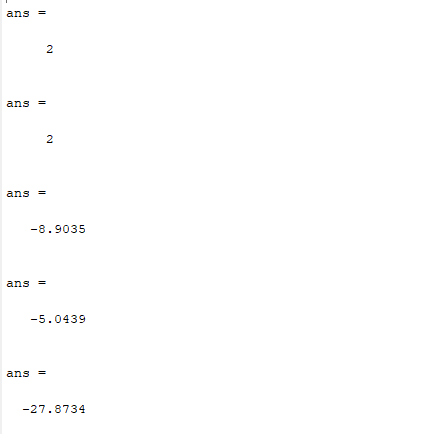 ans =
2
ans =
2
ans =
-8.9035
ans =
-5.0439
ans =
-27.8734